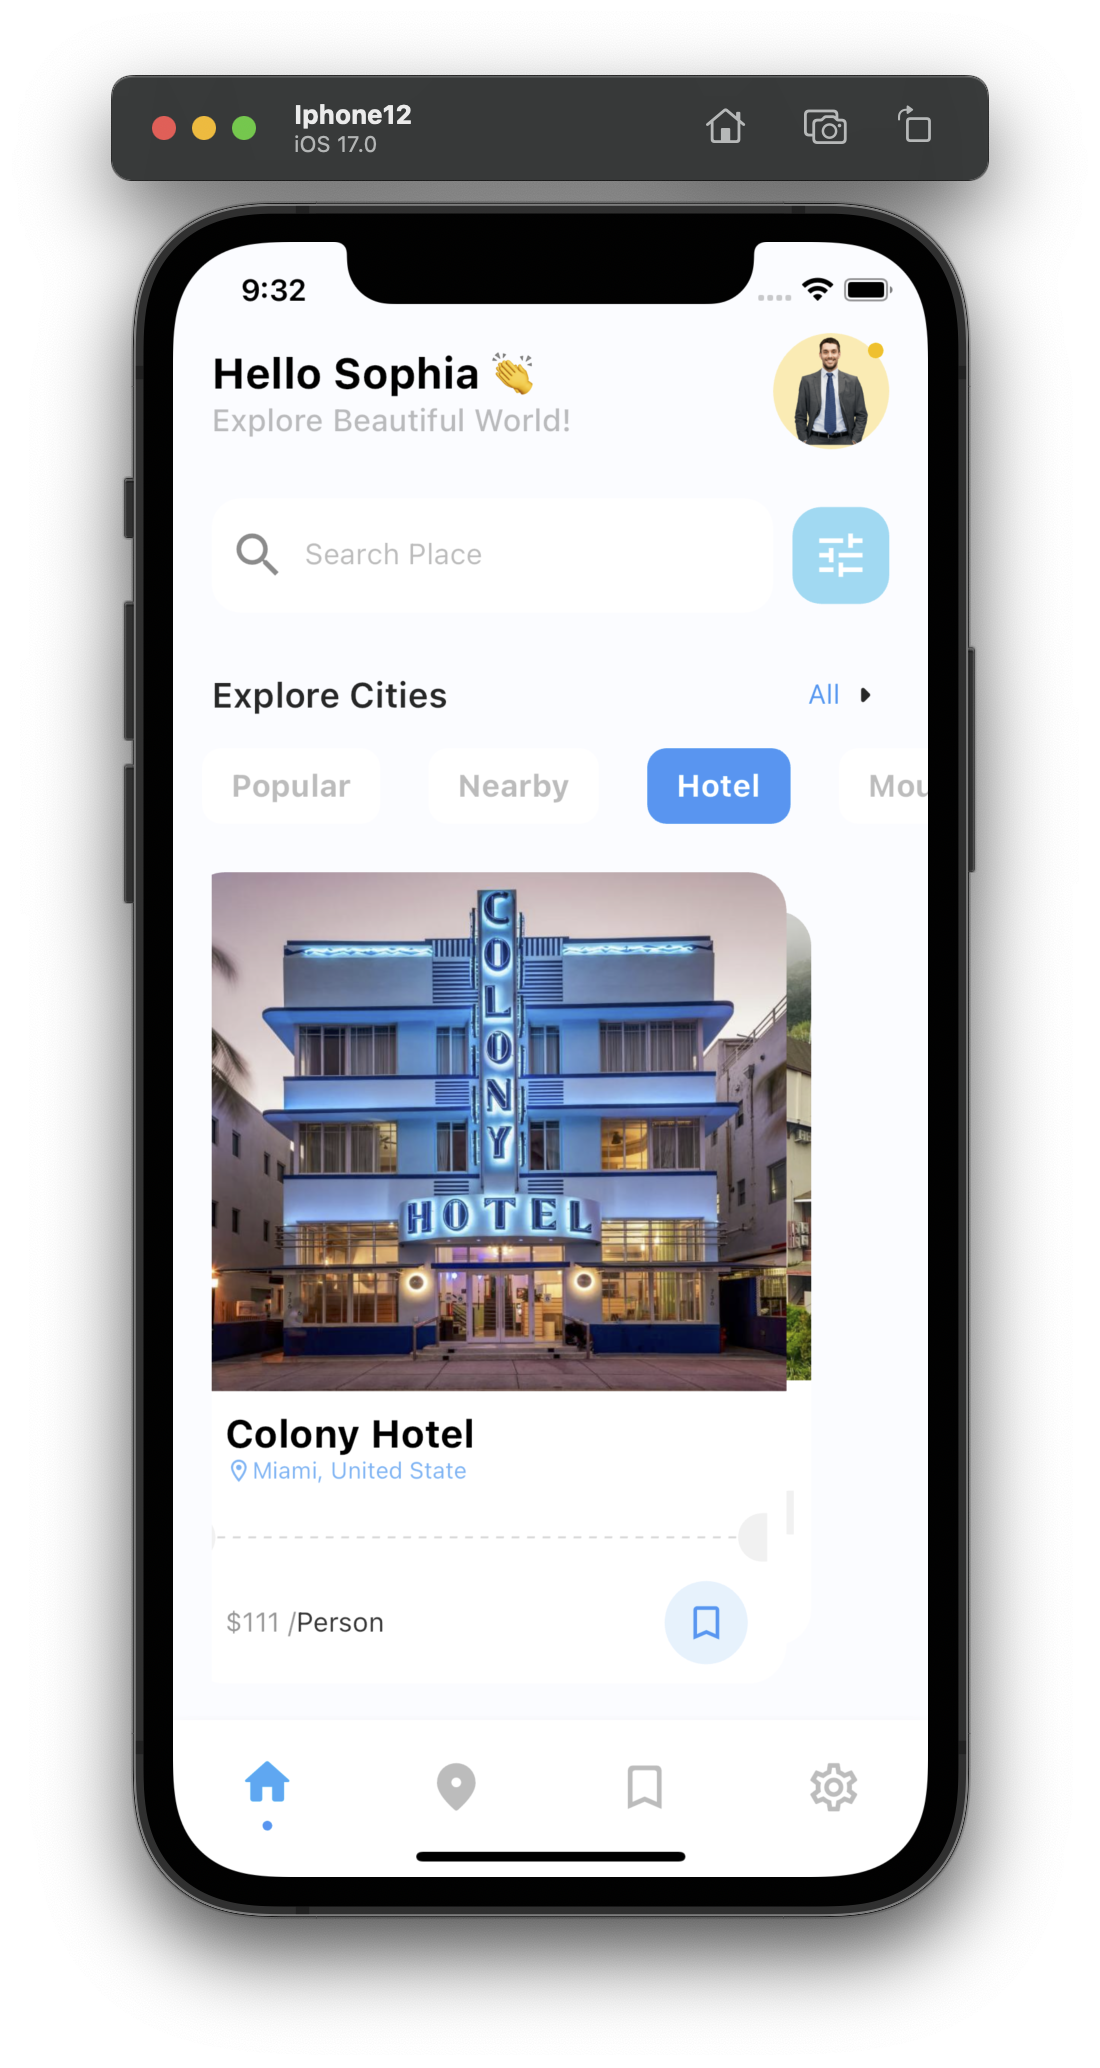 Iphone12
iOS 17.0
9:32
Hello Sophia 👏
Explore Beautiful World!
Search Place
Explore Cities
All
Popular
Nearby
Hotel
Mou
COLONY
HOTEL
Colony Hotel
Miami, United State
$111 /Person